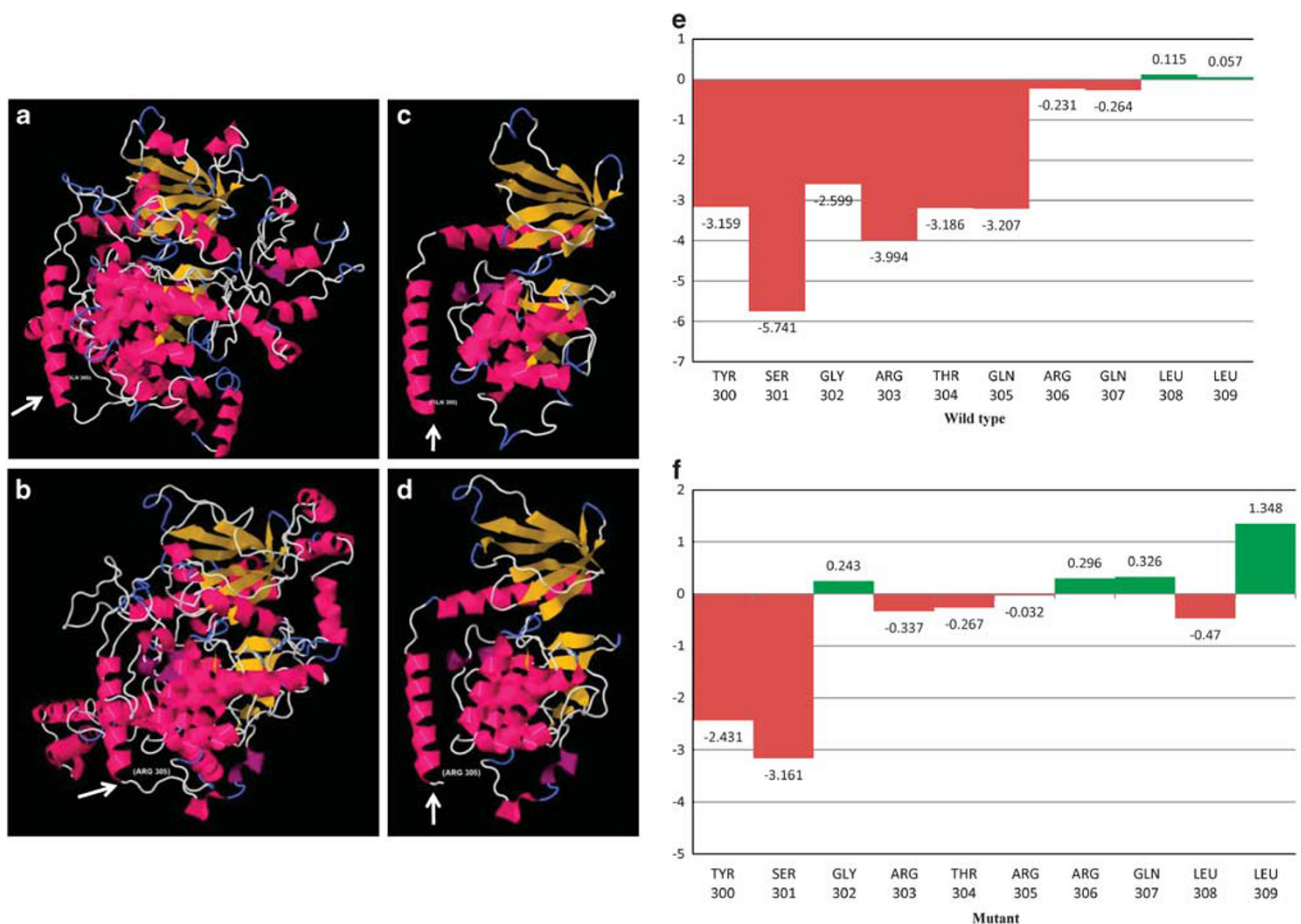 a
c
(GLN 305)
b
d
(ARG 305)
(ARG 305)
e
1
0
-1
-2
-3
-4
-5
-6
-7
-3.159
-5.741
-2.599
-3.994
-3.186
-3.207
-0.231
-0.264
0.115
0.057
TYR SER GLY ARG THR GLN ARG GLN LEU LEU
300 301 302 303 304 305 306 307 308 309
Wild type
f
2
1
0
-1
-2
-3
-4
-5
-2.431
-3.161
0.243
-0.337
-0.267
-0.032
0.296
0.326
-0.47
1.348
TYR SER GLY ARG THR ARG ARG GLN LEU LEU
300 301 302 303 304 305 306 307 308 309
Mutant